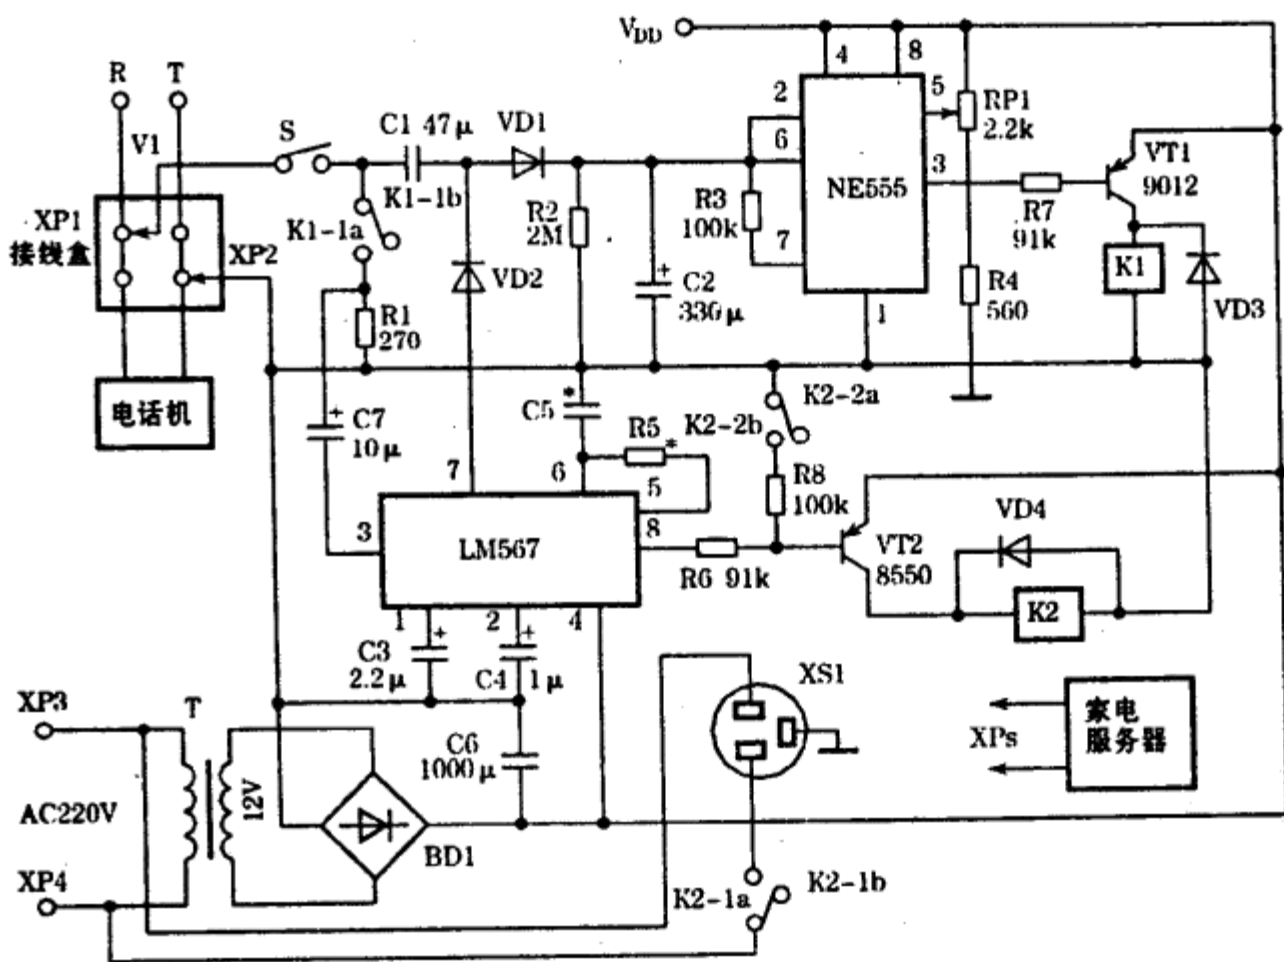 V_DD
4
8
R
T
2
5
RP1
2.2k
V1
S
C1 47μ
VD1
6
3
VT1
9012
NE555
K1-1b
R2
2M
R3
100k
R7
91k
XP1
接线盒
K1-1a
7
XP2
VD2
+
C2
330μ
R4
560
K1
VD3
1
R1
270
电话机
+
C7
10μ
*
C5
K2-2a
K2-2b
R5
*
7
6
5
R8
100k
3
LM567
8
VD4
R6 91k
VT2
8550
K2
1
2
4
+
C3
2.2μ
+
C4
1μ
XS1
XP3
T
家电
服务器
XPs
C6
1000μ
AC220V
12V
BD1
XP4
K2-1a
K2-1b